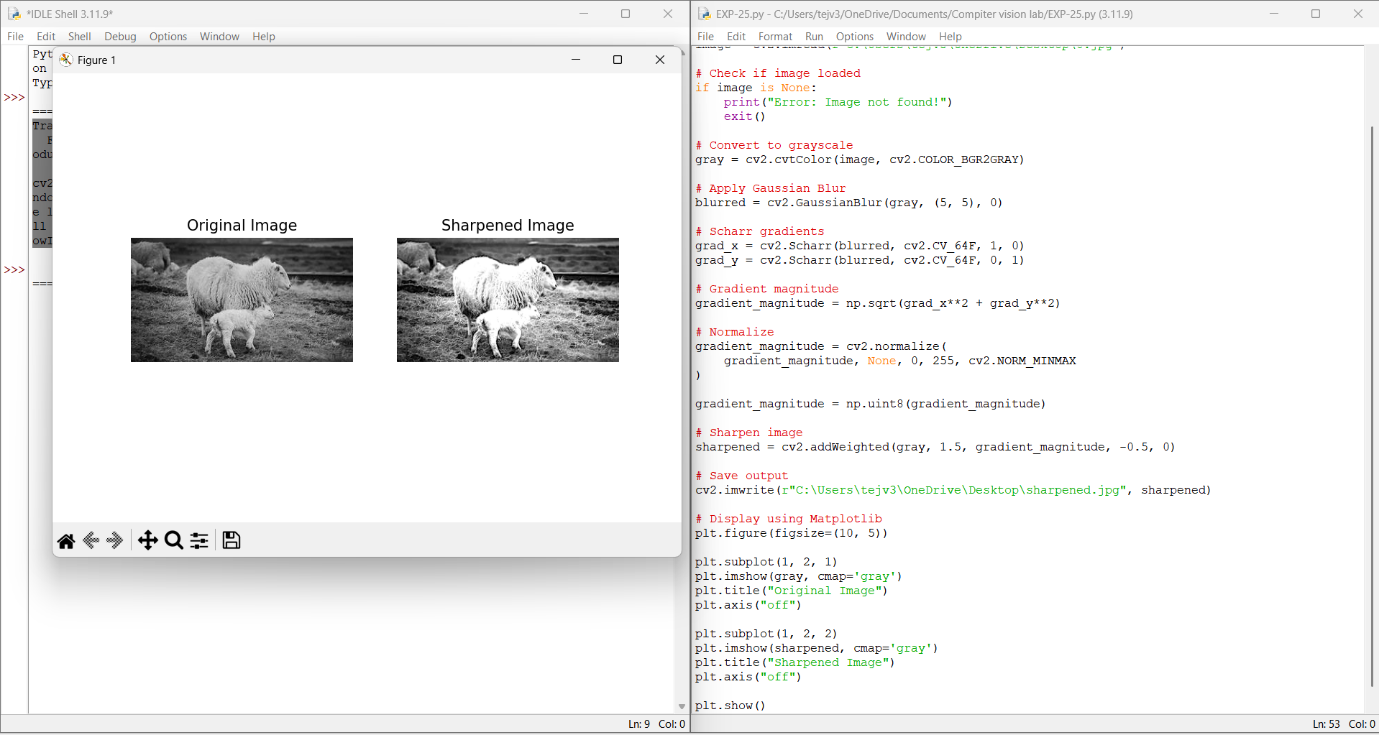 *IDLE Shell 3.11.9*
File Edit Shell Debug Options Window Help
Pyt
on
Typ
>>>
===
Tra
odu
cv2
ndc
e l
ll
owI
>>>
===
Figure 1
Original Image
Sharpened Image
Ln: 9 Col: 0
EXP-25.py - C:/Users/tejv3/OneDrive/Documents/Compiter vision lab/EXP-25.py (3.11.9)
File Edit Format Run Options Window Help
# Check if image loaded
if image is None:
    print("Error: Image not found!")
    exit()
# Convert to grayscale
gray = cv2.cvtColor(image, cv2.COLOR_BGR2GRAY)
# Apply Gaussian Blur
blurred = cv2.GaussianBlur(gray, (5, 5), 0)
# Scharr gradients
grad_x = cv2.Scharr(blurred, cv2.CV_64F, 1, 0)
grad_y = cv2.Scharr(blurred, cv2.CV_64F, 0, 1)
# Gradient magnitude
gradient_magnitude = np.sqrt(grad_x**2 + grad_y**2)
# Normalize
gradient_magnitude = cv2.normalize(
    gradient_magnitude, None, 0, 255, cv2.NORM_MINMAX
)
gradient_magnitude = np.uint8(gradient_magnitude)
# Sharpen image
sharpened = cv2.addWeighted(gray, 1.5, gradient_magnitude, -0.5, 0)
# Save output
cv2.imwrite(r"C:\Users\tejv3\OneDrive\Desktop\sharpened.jpg", sharpened)
# Display using Matplotlib
plt.figure(figsize=(10, 5))
plt.subplot(1, 2, 1)
plt.imshow(gray, cmap='gray')
plt.title("Original Image")
plt.axis("off")
plt.subplot(1, 2, 2)
plt.imshow(sharpened, cmap='gray')
plt.title("Sharpened Image")
plt.axis("off")
plt.show()
Ln: 53 Col: 0